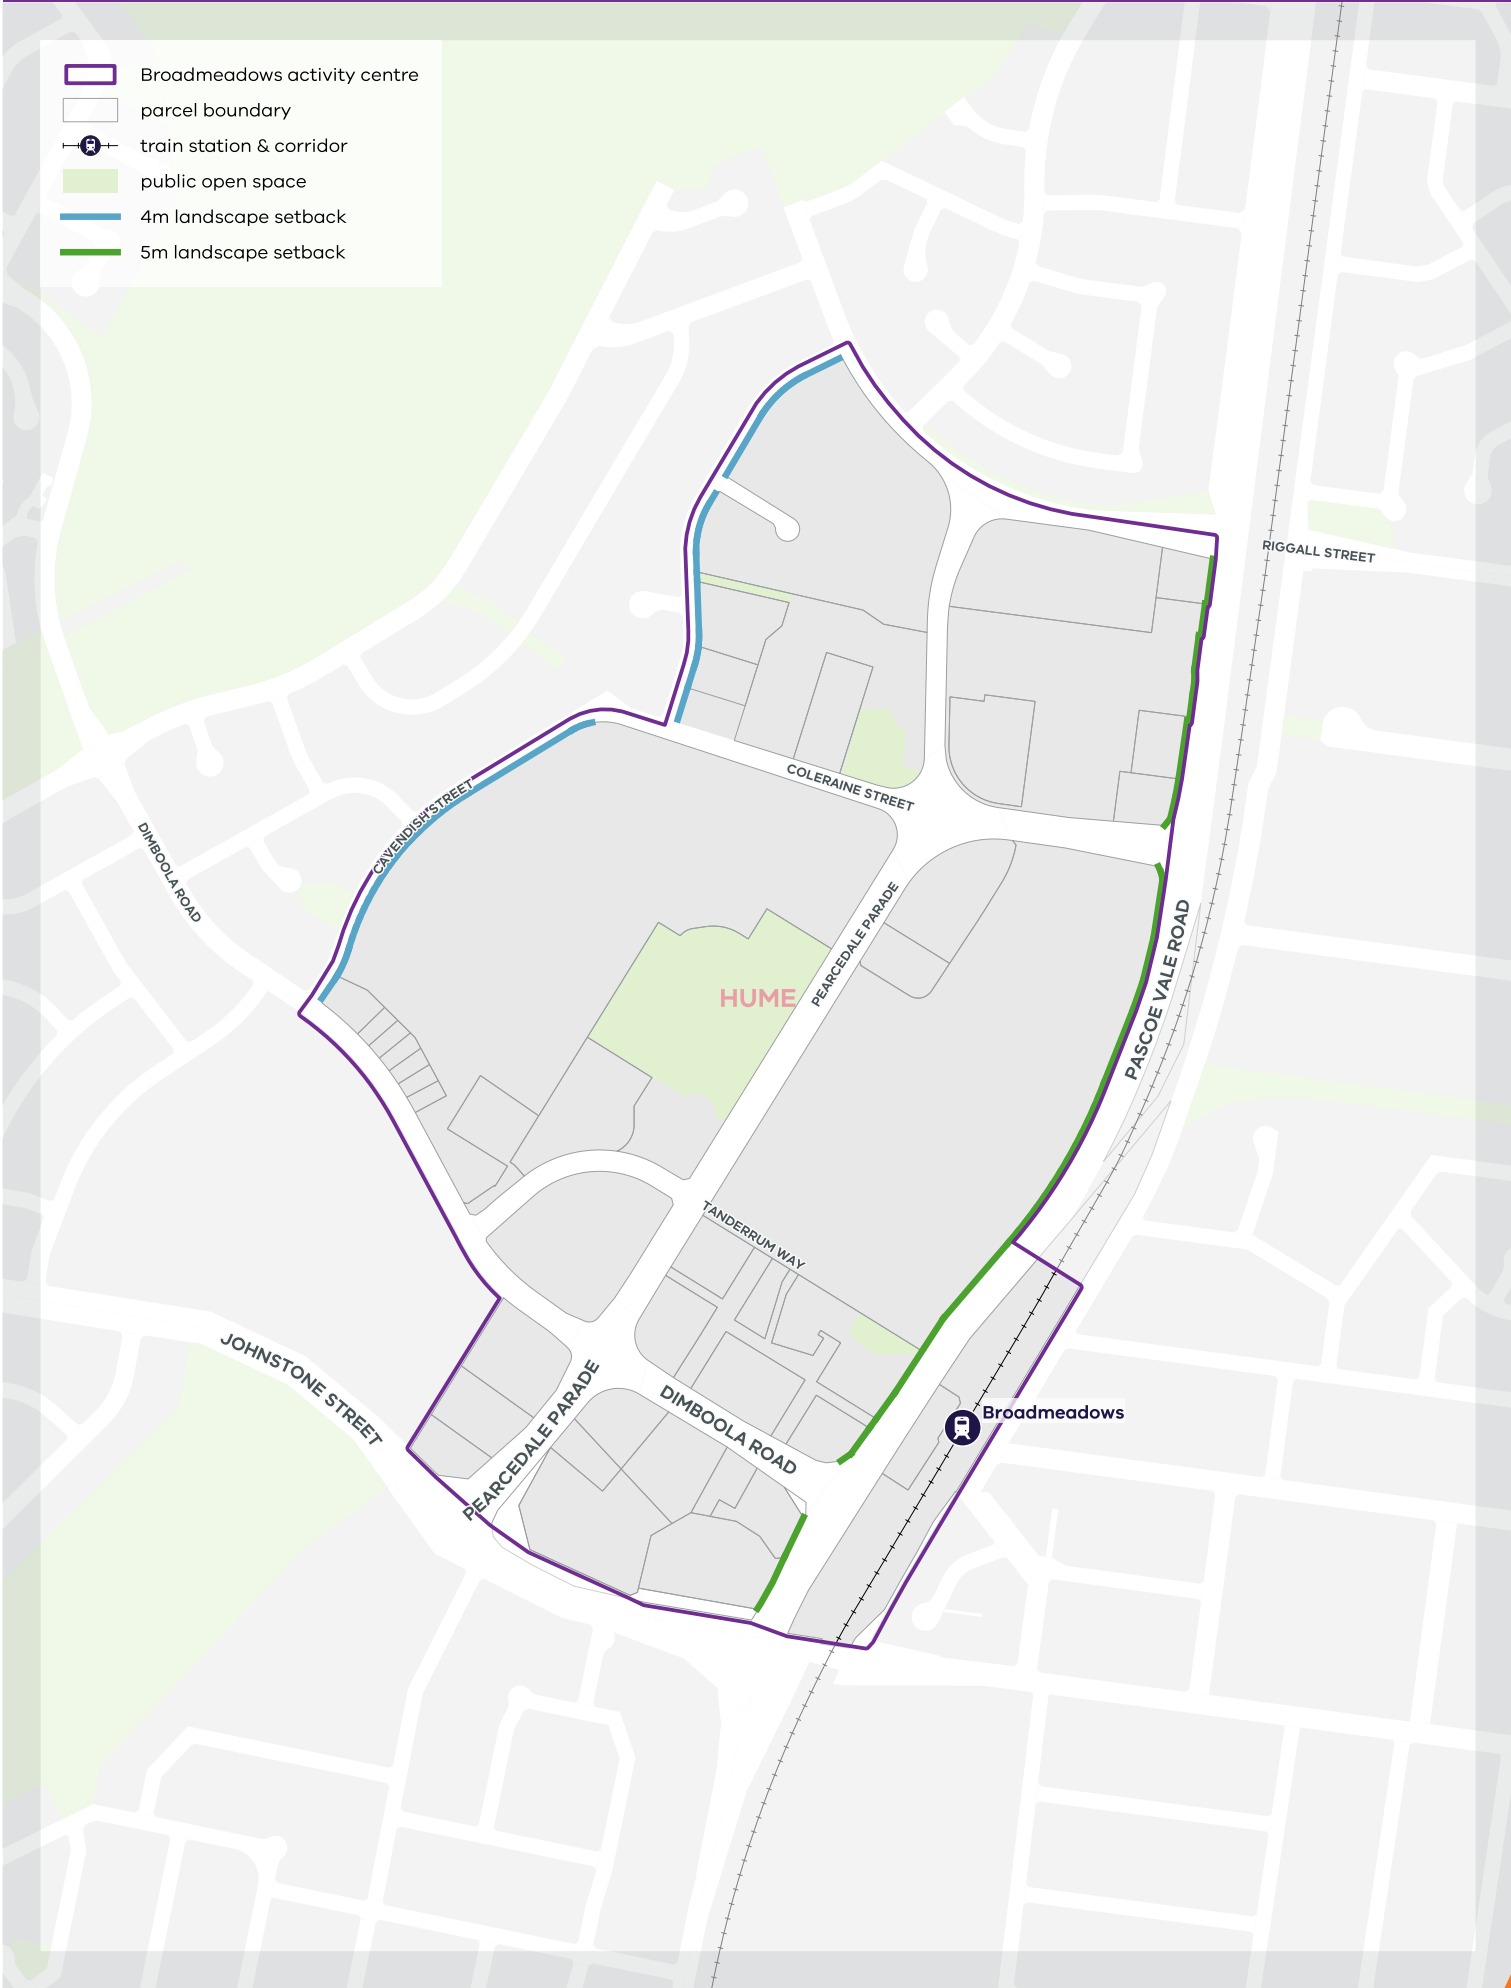 Broadmeadows activity centre
parcel boundary
train station & corridor
public open space
4m landscape setback
5m landscape setback
RIGGALL STREET
COLERAINE STREET
CAVENDISH STREET
DIMBOOLA ROAD
PEARCEDALE PARADE
PASCOE VALE ROAD
HUME
TANDERRUM WAY
JOHNSTONE STREET
PEARCEDALE PARADE
DIMBOOLA ROAD
Broadmeadows